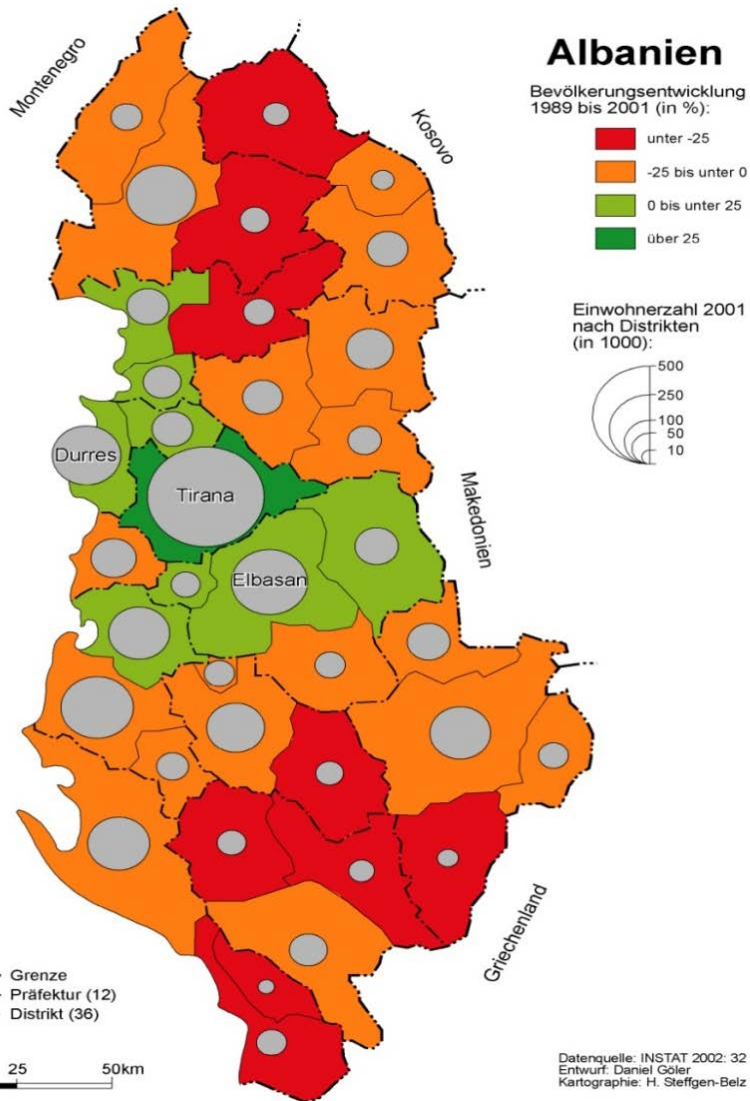 Albanien
Bevölkerungsentwicklung
1989 bis 2001 (in %):
unter -25
-25 bis unter 0
0 bis unter 25
über 25
Einwohnerzahl 2001
nach Distrikten
(in 1000):
500
250
100
50
10
Montenegro
Kosovo
Makedonien
Griechenland
Durres
Tirana
Elbasan
Grenze
Präfektur (12)
Distrikt (36)
25 50km
Datenquelle: INSTAT 2002: 32
Entwurf: Daniel Göler
Kartographie: H. Steffgen-Belz